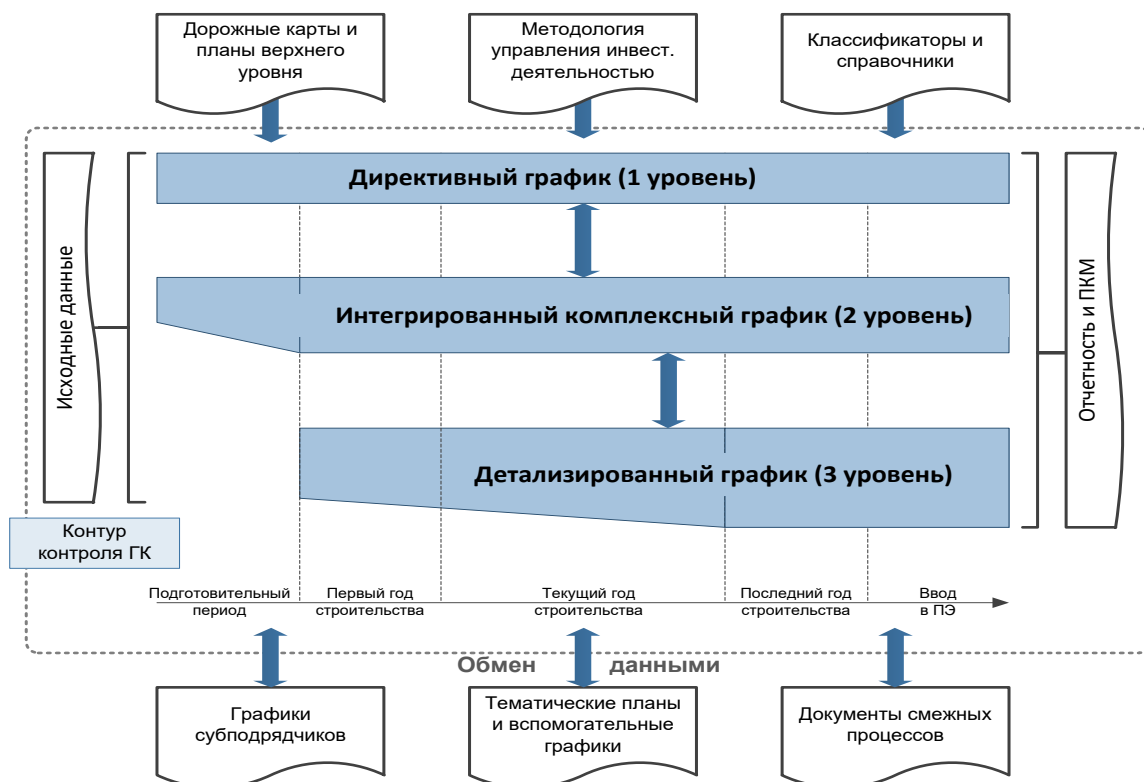 Дорожные карты и
планы верхнего
уровня
Методология
управления инвест.
деятельностью
Классификаторы и
справочники
Исходные данные
Директивный график (1 уровень)
Интегрированный комплексный график (2 уровень)
Детализированный график (3 уровень)
Отчетность и ПКМ
Контур
контроля ГК
Подготовительный
период
Первый год
строительства
Текущий год
строительства
Последний год
строительства
Ввод
в ПЭ
Обмен данными
Графики
субподрядчиков
Тематические планы
и вспомогательные
графики
Документы смежных
процессов